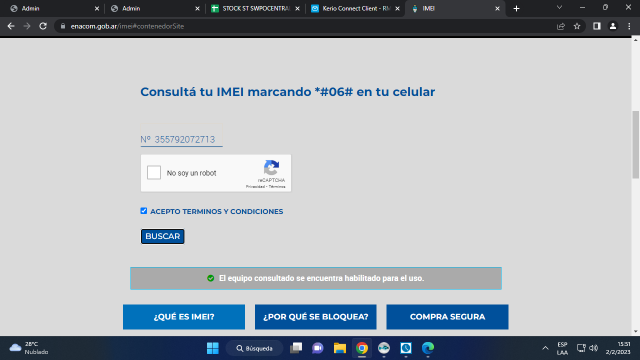 Admin
Admin
STOCK ST SWPOCENTRAL
Kerio Connect Client - RM
IMEI
enacom.gob.ar/imei#contenedorSite
Consultá tu IMEI marcando *#06# en tu celular
Nº 355792072713
No soy un robot
reCAPTCHA
Privacidad - Términos
ACEPTO TERMINOS Y CONDICIONES
BUSCAR
El equipo consultado se encuentra habilitado para el uso.
¿QUÉ ES IMEI?
¿POR QUÉ SE BLOQUEA?
COMPRA SEGURA
28°C
Nublado
Búsqueda
ESP
LAA
15:51
2/2/2023